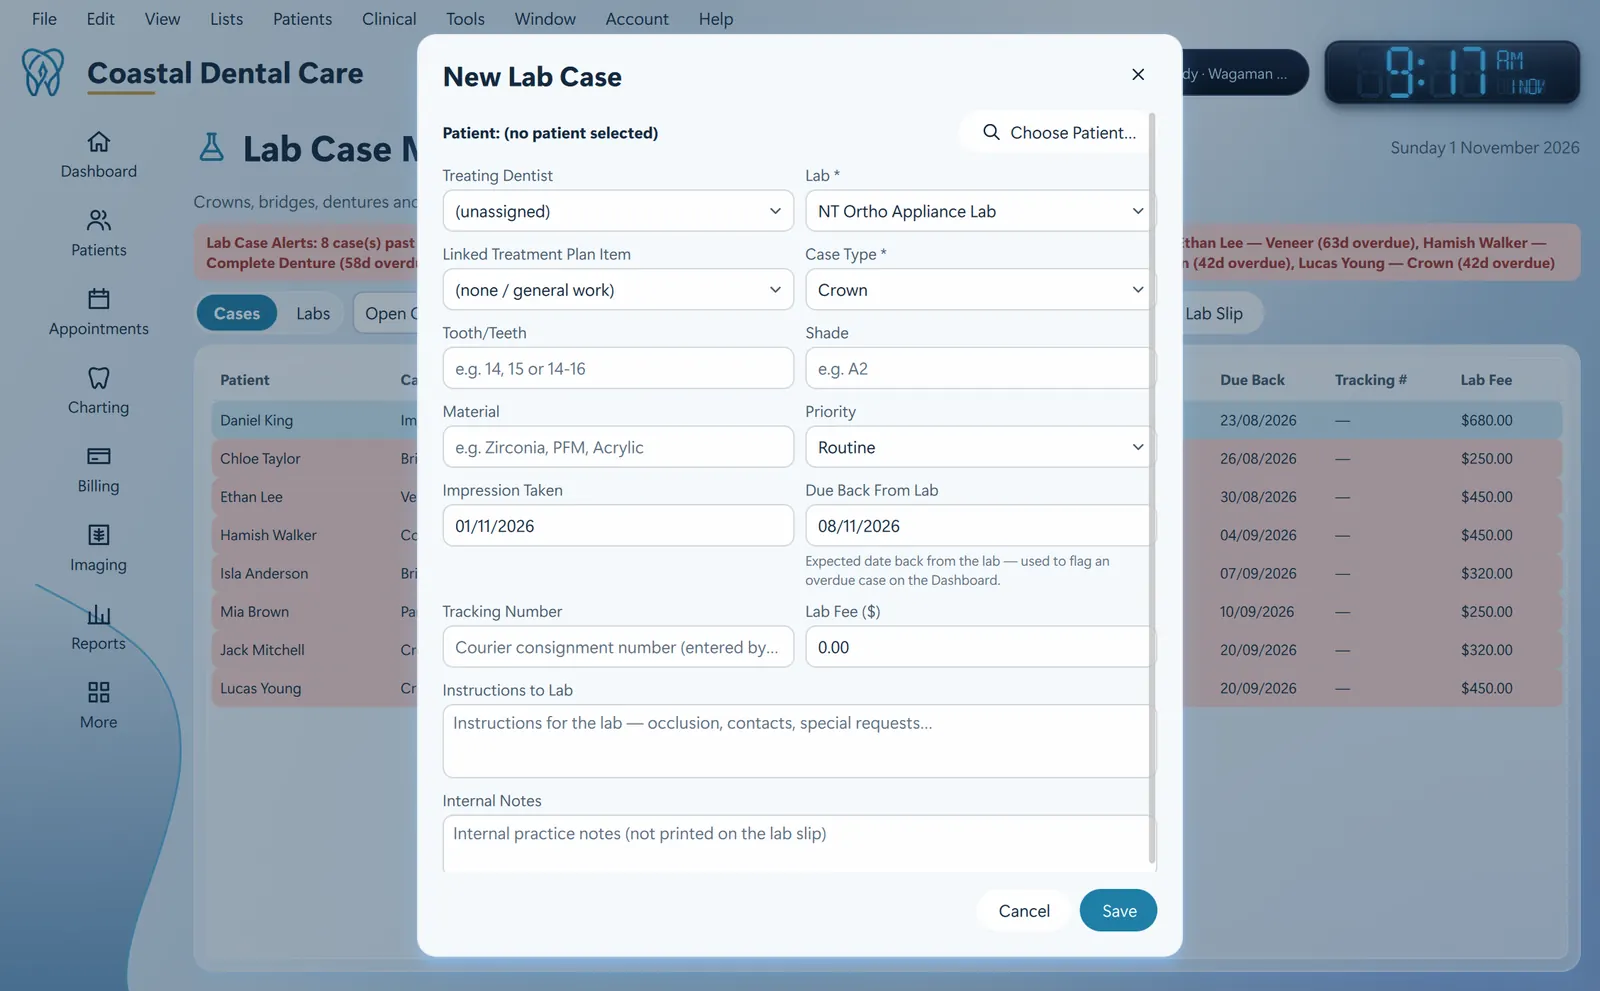 File Edit View Lists Patients Clinical Tools Window Account Help
Coastal Dental Care
dy · Wagaman ...
9:17 AM
1 NOV
Dashboard
Patients
Appointments
Charting
Billing
Imaging
Reports
More
Lab Case M
Sunday 1 November 2026
Crowns, bridges, dentures and
Lab Case Alerts: 8 case(s) past
Ethan Lee — Veneer (63d overdue), Hamish Walker —
Complete Denture (58d overd
n (42d overdue), Lucas Young — Crown (42d overdue)
Cases Labs Open C
Lab Slip
Patient Ca Due Back Tracking # Lab Fee
Daniel King Im 23/08/2026 — $680.00
Chloe Taylor Bri 26/08/2026 — $250.00
Ethan Lee Ve 30/08/2026 — $450.00
Hamish Walker Co 04/09/2026 — $450.00
Isla Anderson Bri 07/09/2026 — $320.00
Mia Brown Pa 10/09/2026 — $250.00
Jack Mitchell Cr 20/09/2026 — $320.00
Lucas Young Cr 20/09/2026 — $450.00
New Lab Case
Patient: (no patient selected)
Choose Patient...
Treating Dentist Lab *
(unassigned) NT Ortho Appliance Lab
Linked Treatment Plan Item Case Type *
(none / general work) Crown
Tooth/Teeth Shade
e.g. 14, 15 or 14-16 e.g. A2
Material Priority
e.g. Zirconia, PFM, Acrylic Routine
Impression Taken Due Back From Lab
01/11/2026 08/11/2026
Expected date back from the lab — used to flag an
overdue case on the Dashboard.
Tracking Number Lab Fee ($)
Courier consignment number (entered by... 0.00
Instructions to Lab
Instructions for the lab — occlusion, contacts, special requests...
Internal Notes
Internal practice notes (not printed on the lab slip)
Cancel Save